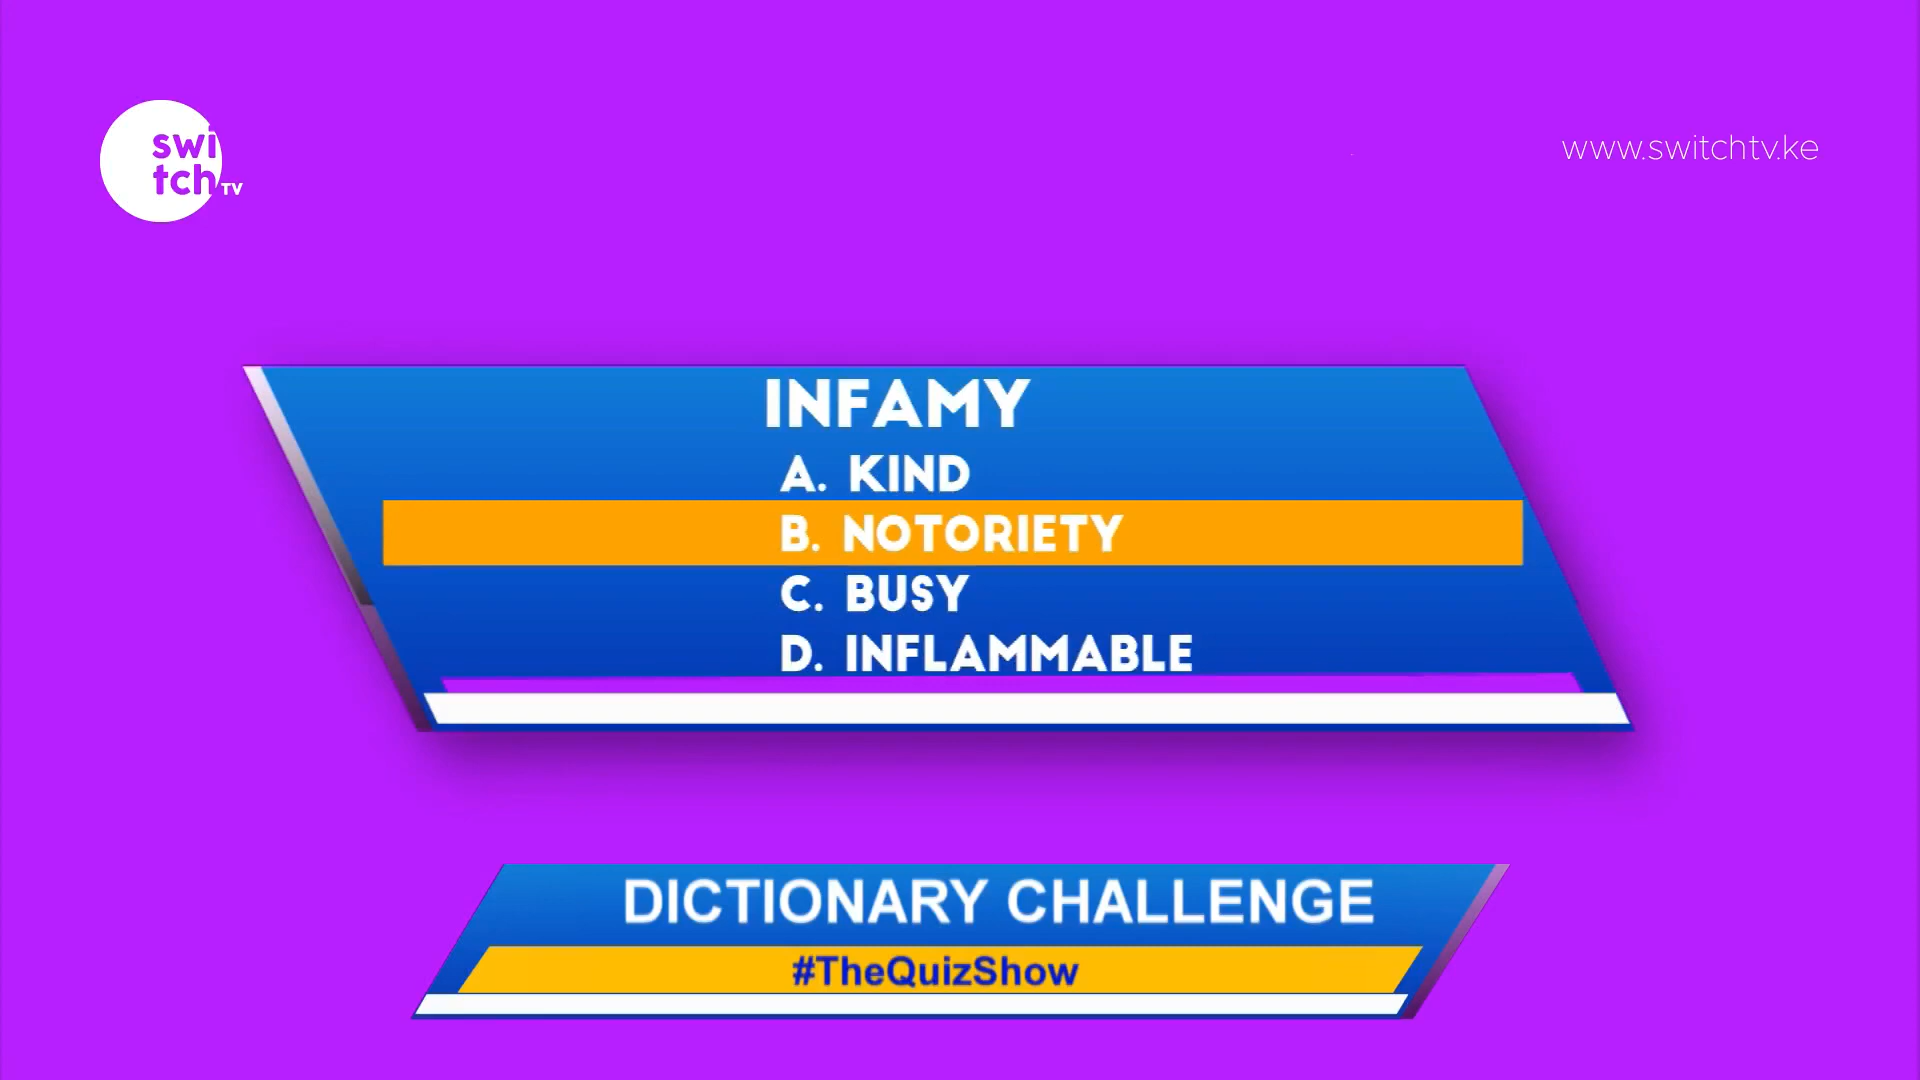 swi
tch TV
www.switchtv.ke
INFAMY
A. KIND
B. NOTORIETY
C. BUSY
D. INFLAMMABLE
DICTIONARY CHALLENGE
#TheQuizShow